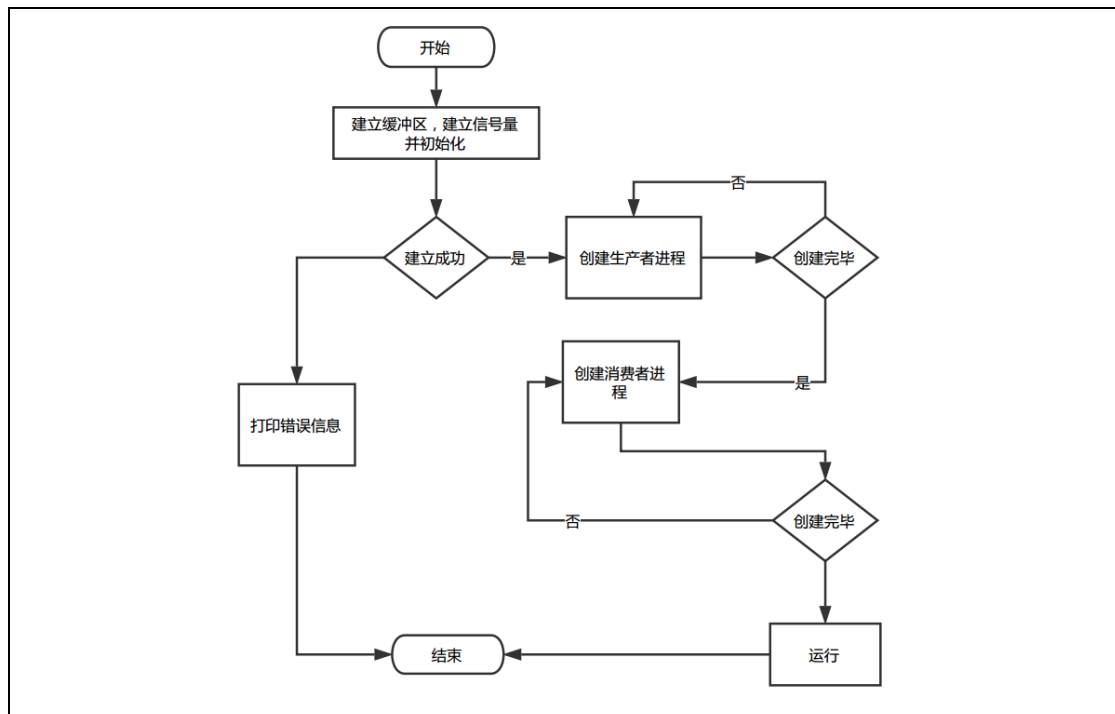 开始
建立缓冲区，建立信号量
并初始化
否
建立成功
是
创建生产者进程
创建完毕
创建消费者进
程
是
打印错误信息
否
创建完毕
结束
运行